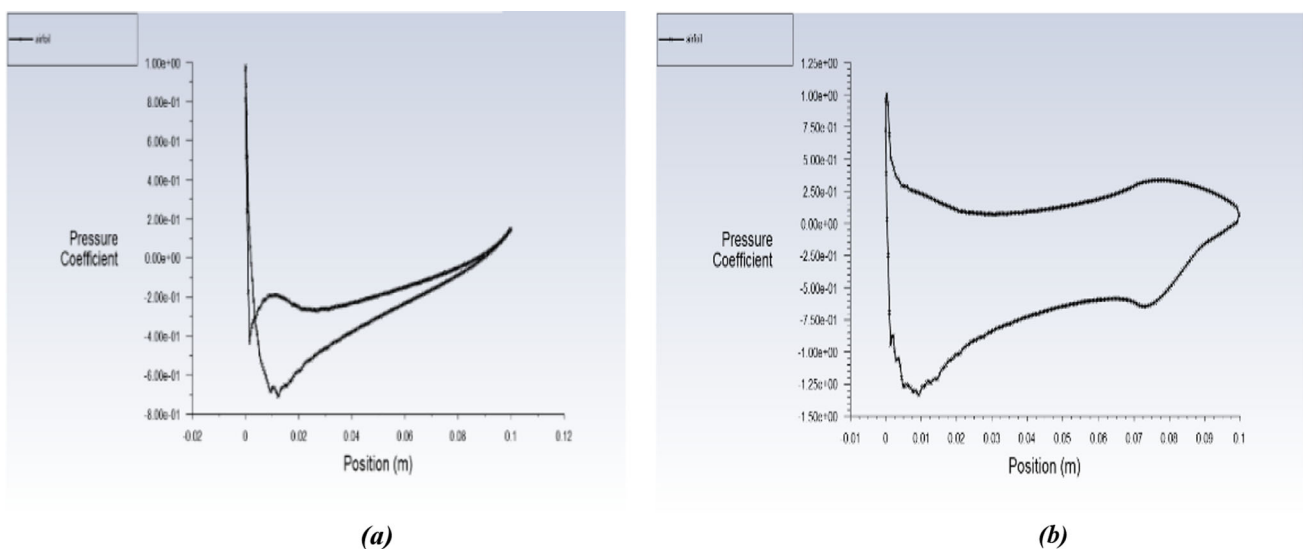 airfoil
1.00e+00
8.00e-01
6.00e-01
4.00e-01
2.00e-01
0.00e+00
-2.00e-01
-4.00e-01
-6.00e-01
-8.00e-01
Pressure
Coefficient
-0.02 0 0.02 0.04 0.06 0.08 0.1 0.12
Position (m)
(a)
airfoil
1.25e+00
1.00e+00
7.50e-01
5.00e-01
2.50e-01
0.00e+00
-2.50e-01
-5.00e-01
-7.50e-01
-1.00e+00
-1.25e+00
-1.50e+00
Pressure
Coefficient
-0.01 0 0.01 0.02 0.03 0.04 0.05 0.06 0.07 0.08 0.09 0.1
Position (m)
(b)